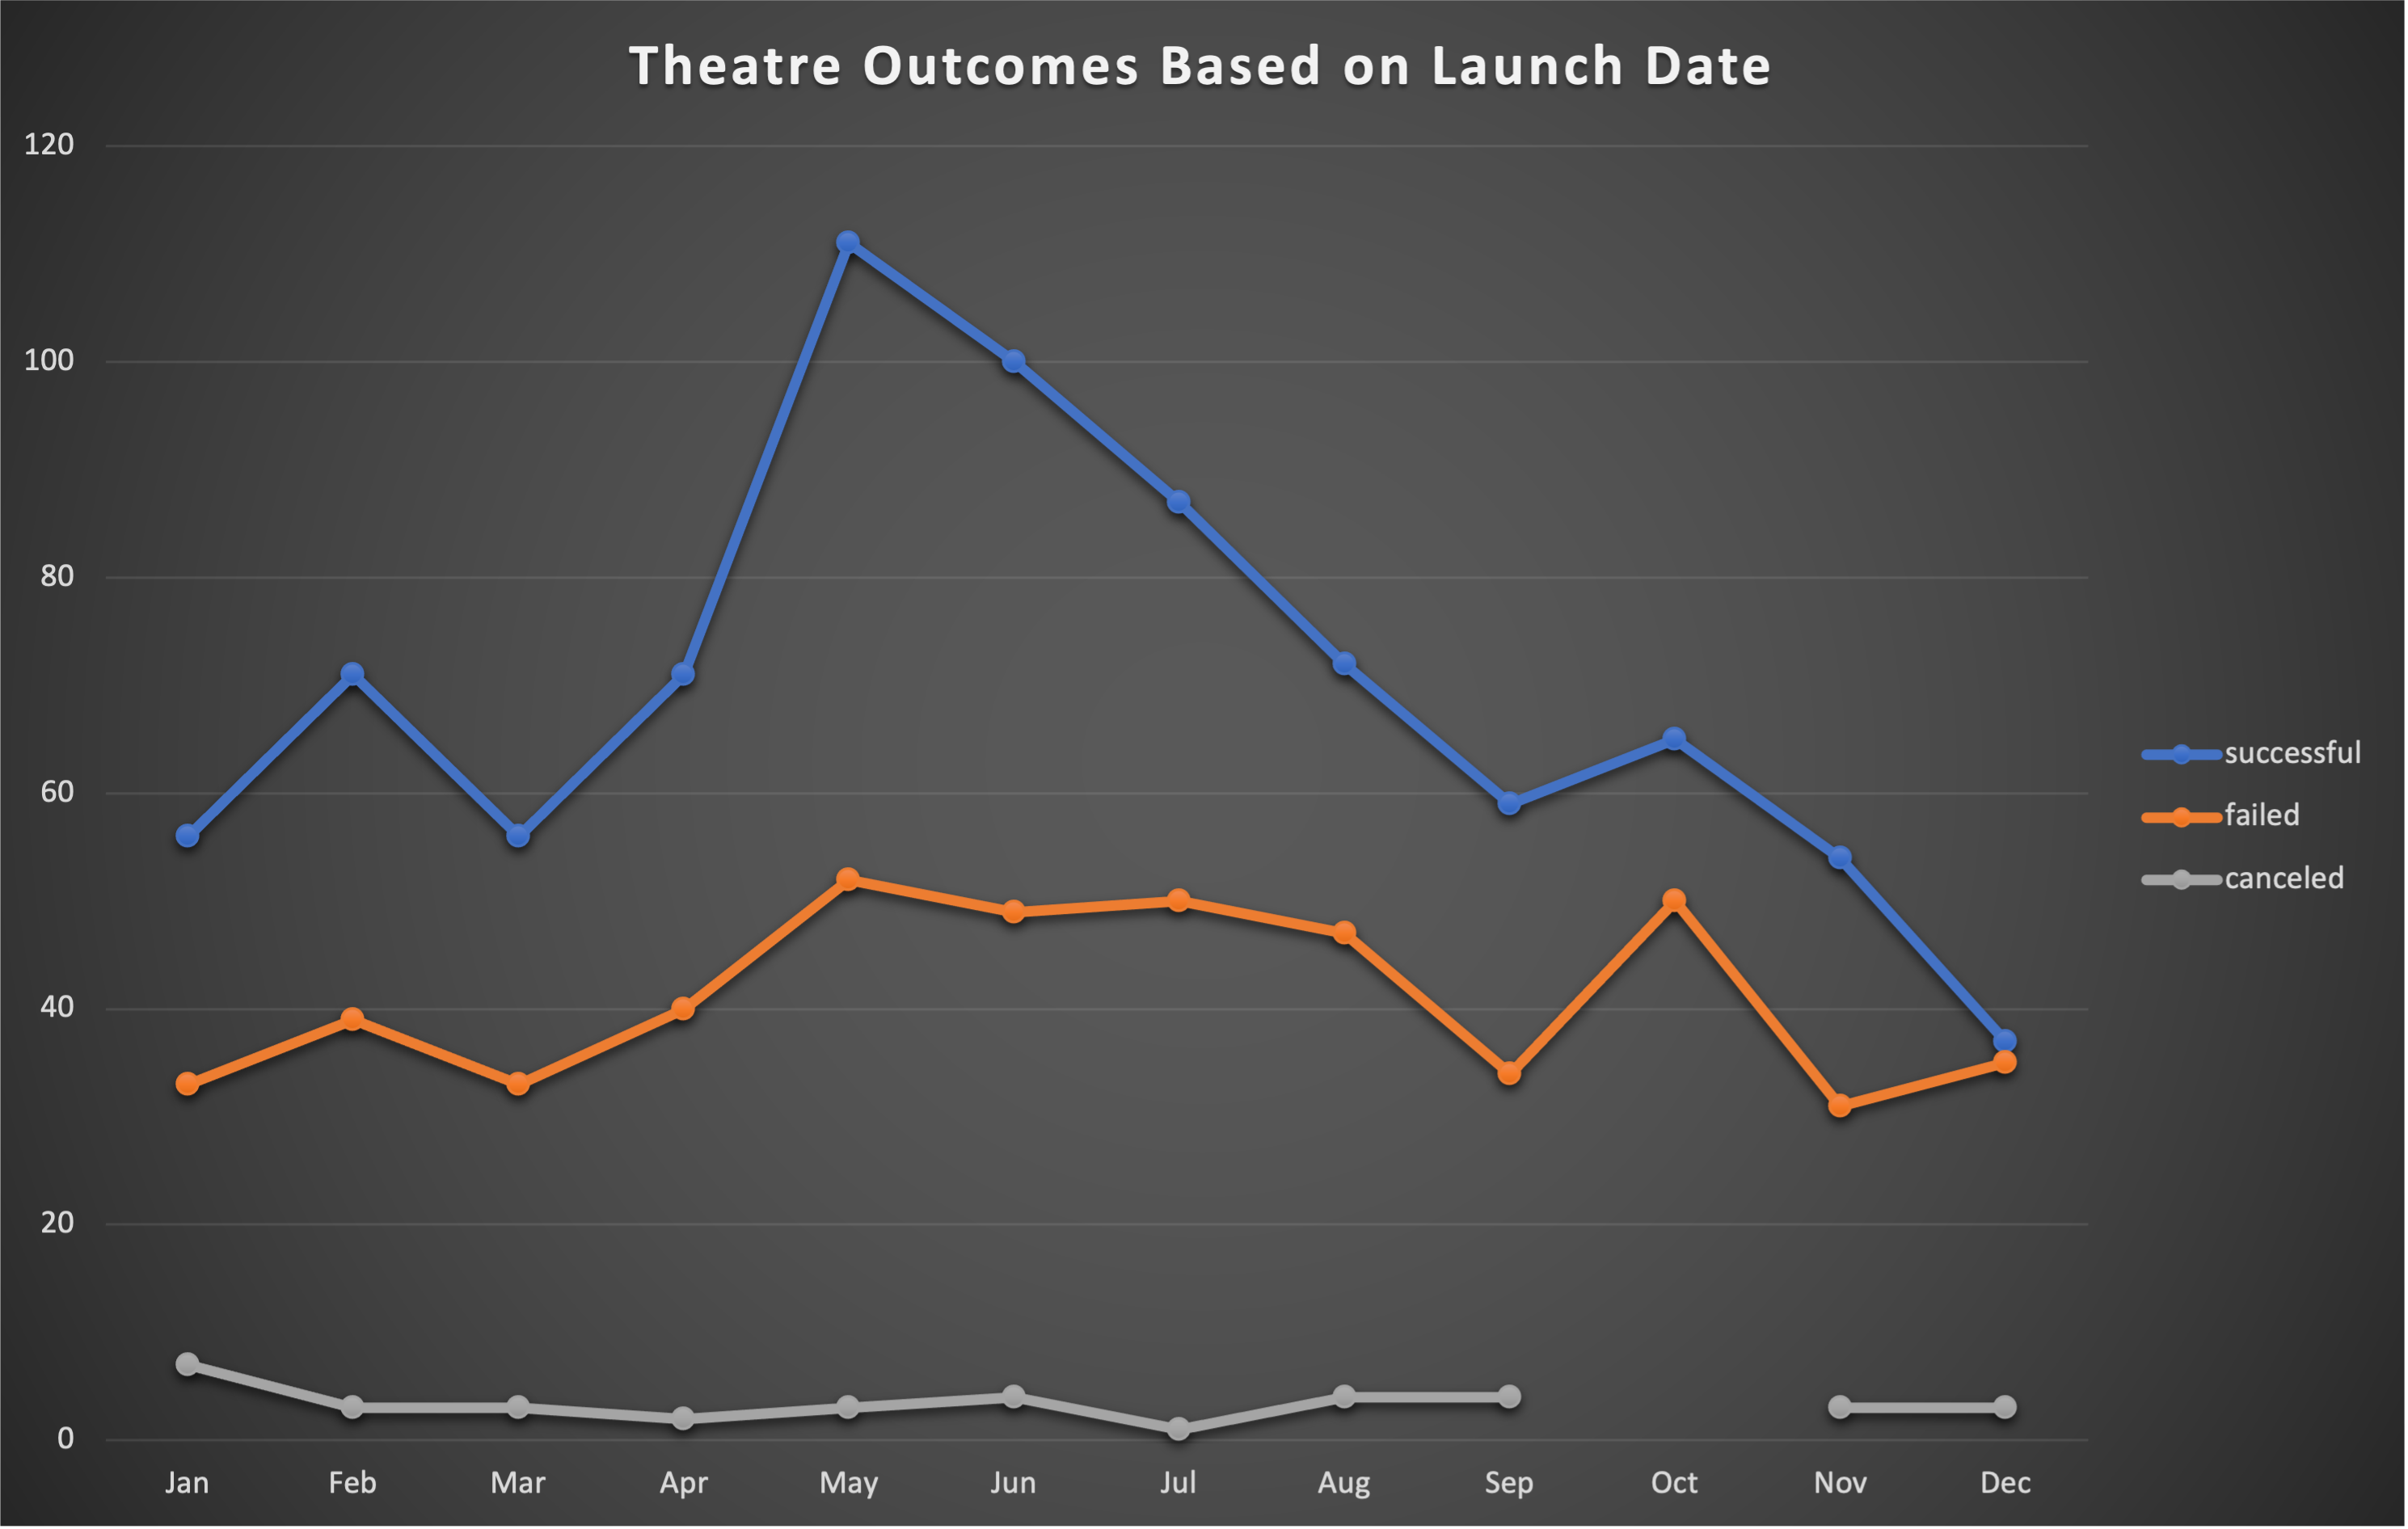 Theatre Outcomes Based on Launch Date
120
100
80
60
40
20
0
Jan Feb Mar Apr May Jun Jul Aug Sep Oct Nov Dec
successful
failed
canceled